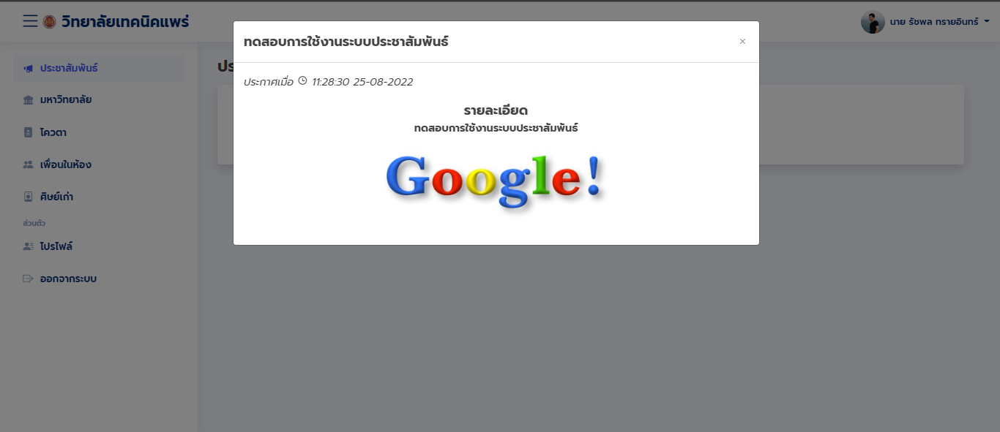 วิทยาลัยเทคนิคแพร่
นาย รัชพล ทรายอินทร์
ประชาสัมพันธ์
มหาวิทยาลัย
โควตา
เพื่อนในห้อง
ศิษย์เก่า
ส่วนตัว
โปรไฟล์
ออกจากระบบ
ทดสอบการใช้งานระบบประชาสัมพันธ์
×
ประกาศเมื่อ 11:28:30 25-08-2022
รายละเอียด
ทดสอบการใช้งานระบบประชาสัมพันธ์
Google!